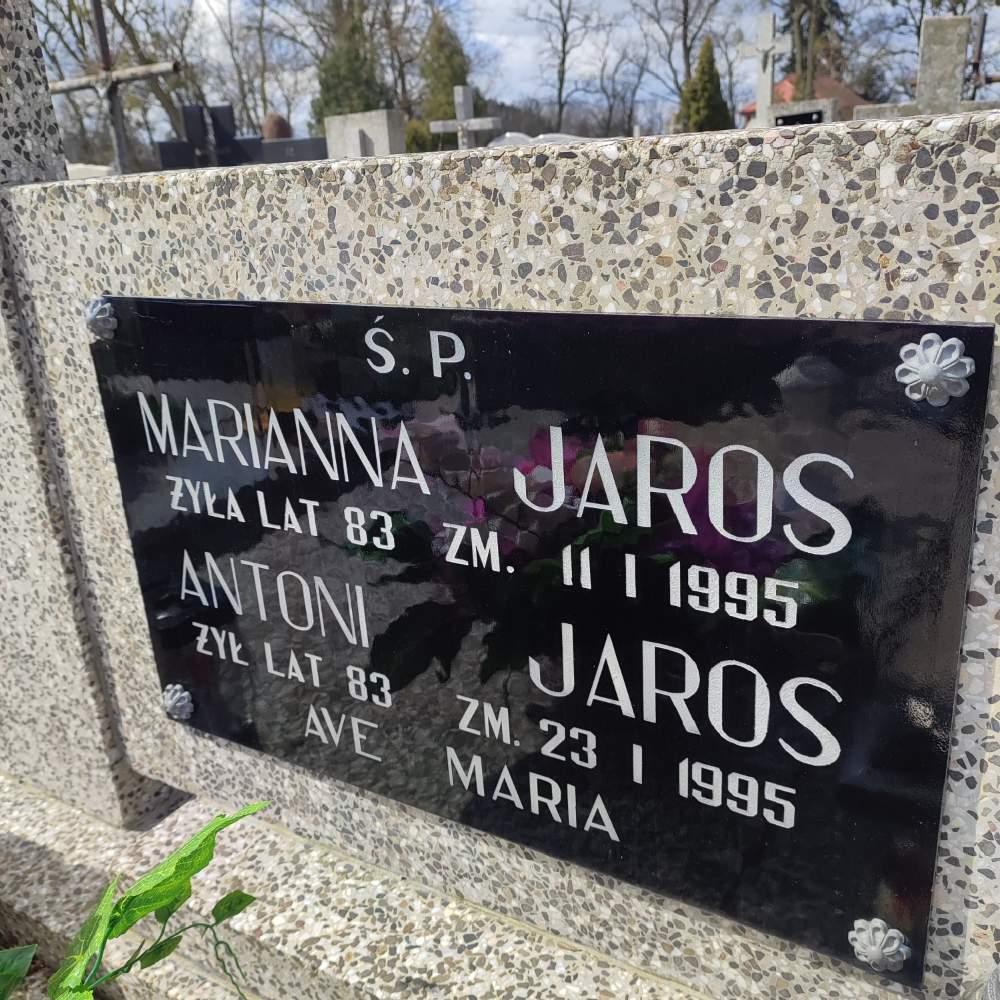 Ś. P.
MARIANNA JAROS
ŻYŁA LAT 83 ZM. 11 I 1995
ANTONI JAROS
ŻYŁ LAT 83 ZM. 23 I 1995
AVE MARIA